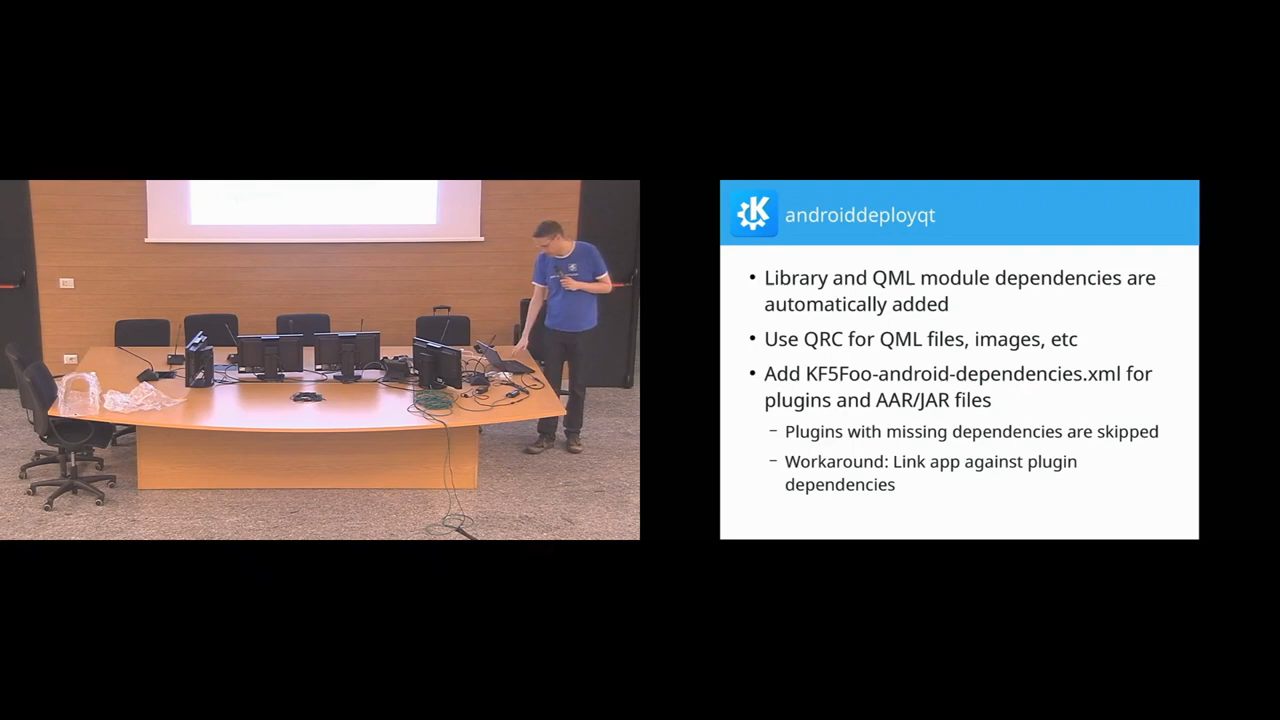 androiddeployqt
• Library and QML module dependencies are
automatically added
• Use QRC for QML files, images, etc
• Add KF5Foo-android-dependencies.xml for
plugins and AAR/JAR files
– Plugins with missing dependencies are skipped
– Workaround: Link app against plugin
dependencies